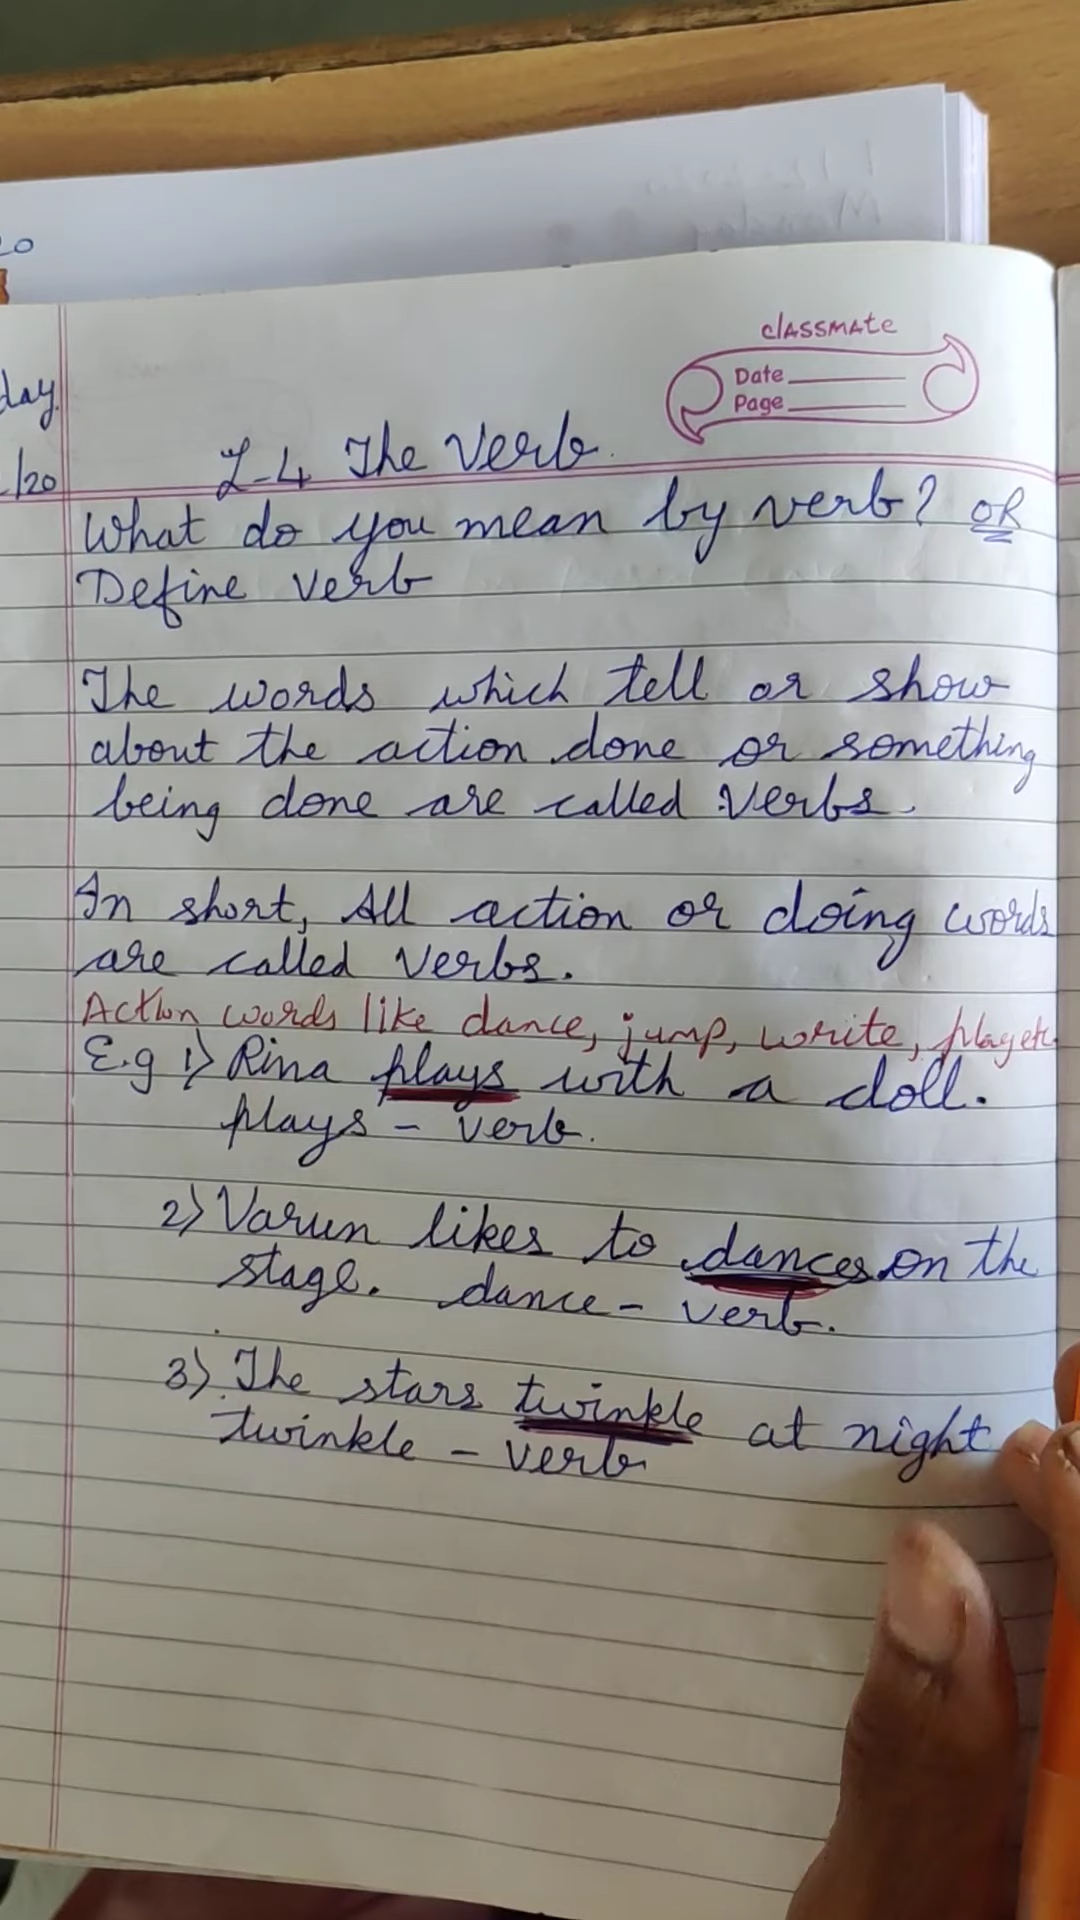 20
classmate
Date
Page
day
/20
L-4 The Verb.
What do you mean by verb? OR
Define verb
The words which tell or show
about the action done or something
being done are called verbs.
In short, All action or doing words
are called verbs.
Action words like dance, jump, write, play etc
E.g 1) Rina plays with a doll.
plays - verb.
2) Varun likes to dances on the
stage. dance - verb.
3) The stars twinkle at night
twinkle - verb